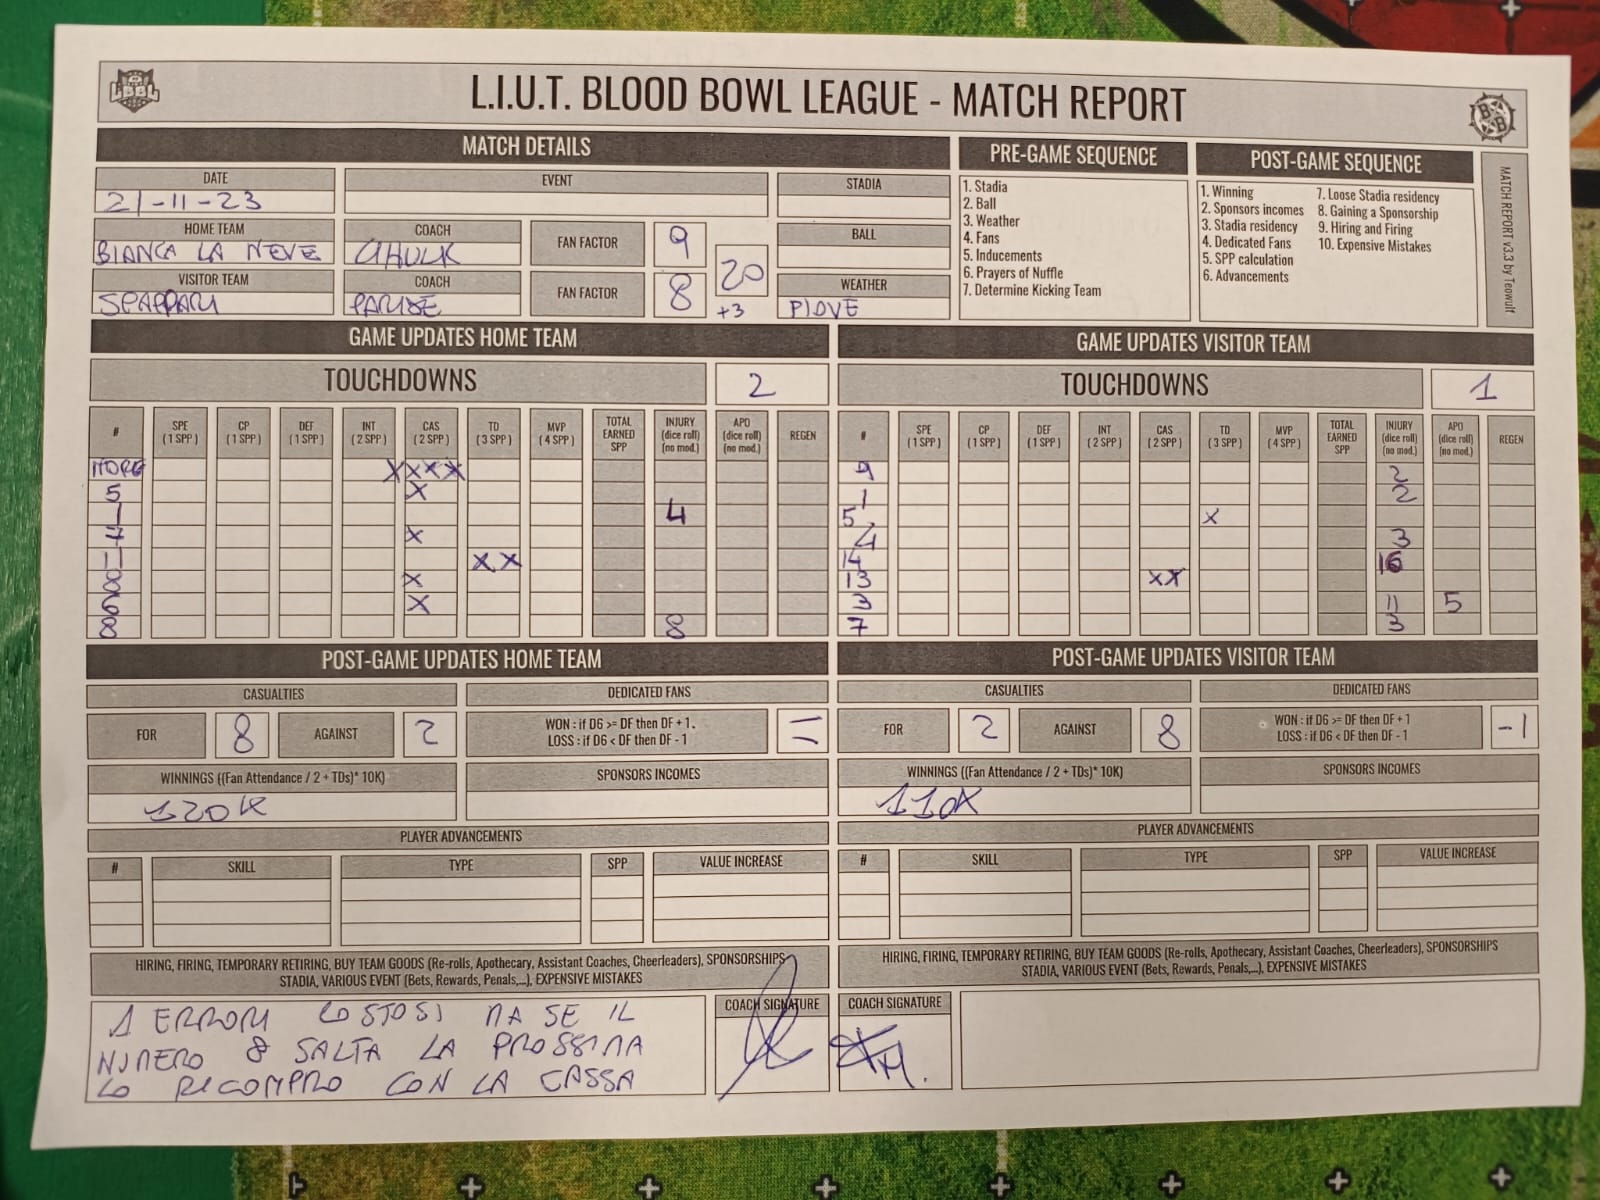 L.I.U.T. BLOOD BOWL LEAGUE - MATCH REPORT
MATCH DETAILS
DATE
21-11-23
EVENT
STADIA
HOME TEAM
BIANCA LA NEVE
COACH
FAN FACTOR
9
20
+3
BALL
VISITOR TEAM
COACH
FAN FACTOR
8
WEATHER
PIOVE
PRE-GAME SEQUENCE
1. Stadia
2. Ball
3. Weather
4. Fans
5. Inducements
6. Prayers of Nuffle
7. Determine Kicking Team
POST-GAME SEQUENCE
1. Winning
2. Sponsors incomes
3. Stadia residency
4. Dedicated Fans
5. SPP calculation
6. Advancements
7. Loose Stadia residency
8. Gaining a Sponsorship
9. Hiring and Firing
10. Expensive Mistakes
MATCH REPORT v3.3 by Teowulf
GAME UPDATES HOME TEAM
TOUCHDOWNS 2
# SPE (1 SPP) CP (1 SPP) DEF (1 SPP) INT (2 SPP) CAS (2 SPP) TD (3 SPP) MVP (4 SPP) TOTAL EARNED SPP INJURY (dice roll) (no mod.) APO (dice roll) (no mod.) REGEN
XXXX
5 X
1 4
X
11 XX
X
6 X
8 8
GAME UPDATES VISITOR TEAM
TOUCHDOWNS 1
# SPE (1 SPP) CP (1 SPP) DEF (1 SPP) INT (2 SPP) CAS (2 SPP) TD (3 SPP) MVP (4 SPP) TOTAL EARNED SPP INJURY (dice roll) (no mod.) APO (dice roll) (no mod.) REGEN
9 2
1 2
5 X
4 3
14 16
13 XX
3 11 5
7 3
POST-GAME UPDATES HOME TEAM
CASUALTIES
FOR 8 AGAINST 2
DEDICATED FANS
WON : if D6 >= DF then DF + 1.
LOSS : if D6 < DF then DF - 1
=
WINNINGS ((Fan Attendance / 2 + TDs)* 10K)
120K
SPONSORS INCOMES
PLAYER ADVANCEMENTS
# SKILL TYPE SPP VALUE INCREASE
HIRING, FIRING, TEMPORARY RETIRING, BUY TEAM GOODS (Re-rolls, Apothecary, Assistant Coaches, Cheerleaders), SPONSORSHIPS,
STADIA, VARIOUS EVENT (Bets, Rewards, Penals,...), EXPENSIVE MISTAKES
1 ERRORI COSTOSI MA SE IL
NUMERO 8 SALTA LA PROSSIMA
LO RICOMPRO CON LA CASSA
COACH SIGNATURE
POST-GAME UPDATES VISITOR TEAM
CASUALTIES
FOR 2 AGAINST 8
DEDICATED FANS
WON : if D6 >= DF then DF + 1
LOSS : if D6 < DF then DF - 1
-1
WINNINGS ((Fan Attendance / 2 + TDs)* 10K)
110K
SPONSORS INCOMES
PLAYER ADVANCEMENTS
# SKILL TYPE SPP VALUE INCREASE
HIRING, FIRING, TEMPORARY RETIRING, BUY TEAM GOODS (Re-rolls, Apothecary, Assistant Coaches, Cheerleaders), SPONSORSHIPS
STADIA, VARIOUS EVENT (Bets, Rewards, Penals,...), EXPENSIVE MISTAKES
COACH SIGNATURE